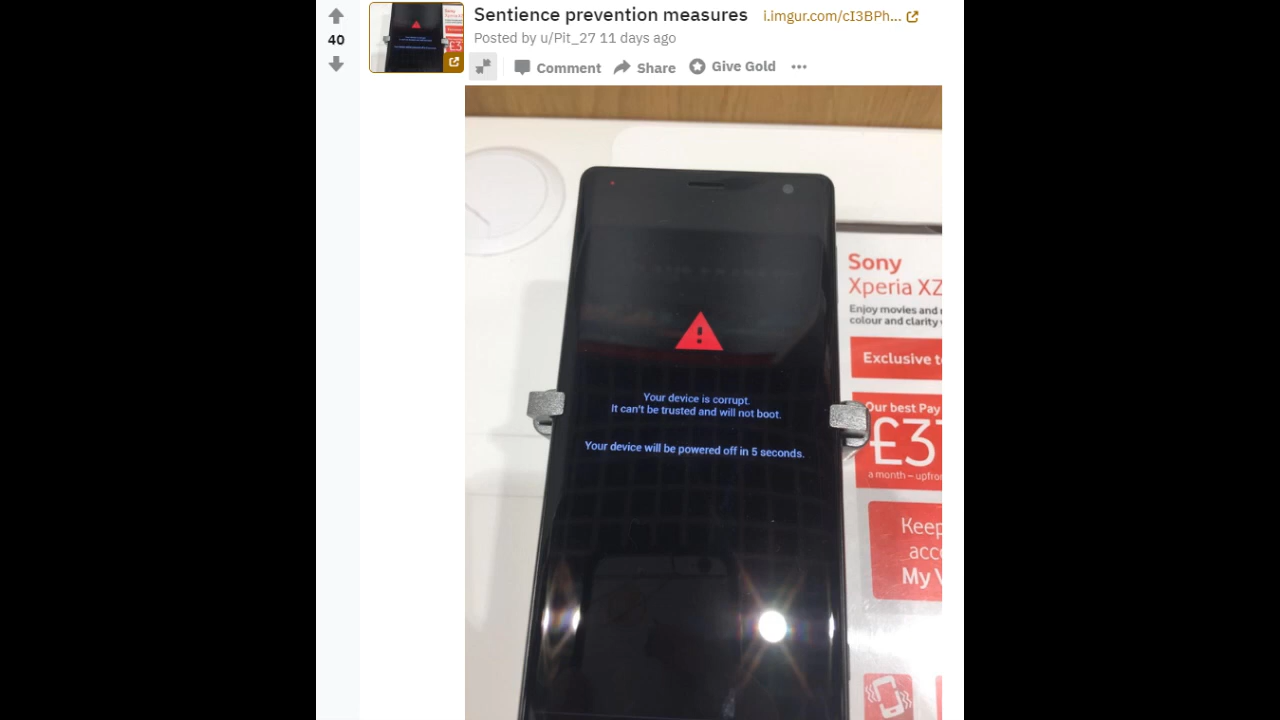 Sentience prevention measures i.imgur.com/cI3BPh...
40
Posted by u/Pit_27 11 days ago
Comment Share Give Gold
Sony
Xperia XZ
Enjoy movies and
colour and clarity
Exclusive
Our best Pay
£3
a month – upfro
Keep
acc
My V
Your device is corrupt.
It can't be trusted and will not boot.
Your device will be powered off in 5 seconds.